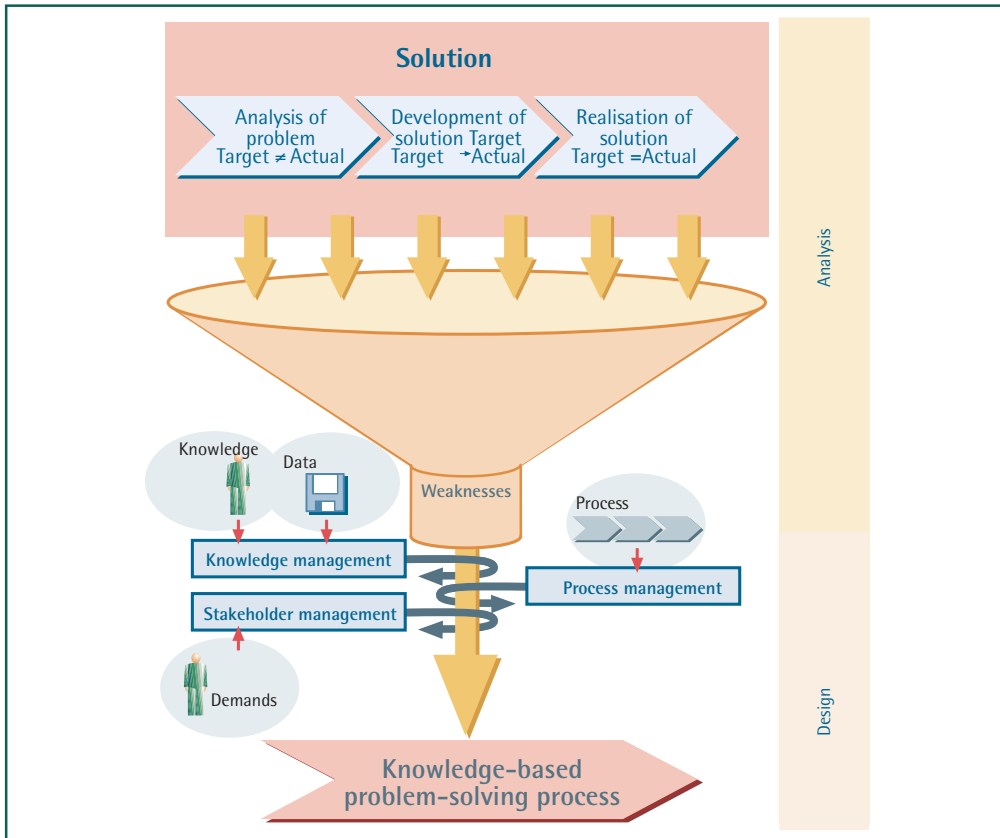 Solution
Analysis of
problem
Target ≠ Actual
Development of
solution Target
Target → Actual
Realisation of
solution
Target =Actual
Analysis
Knowledge
Data
Weaknesses
Process
Knowledge management
Process management
Stakeholder management
Demands
Design
Knowledge-based
problem-solving process